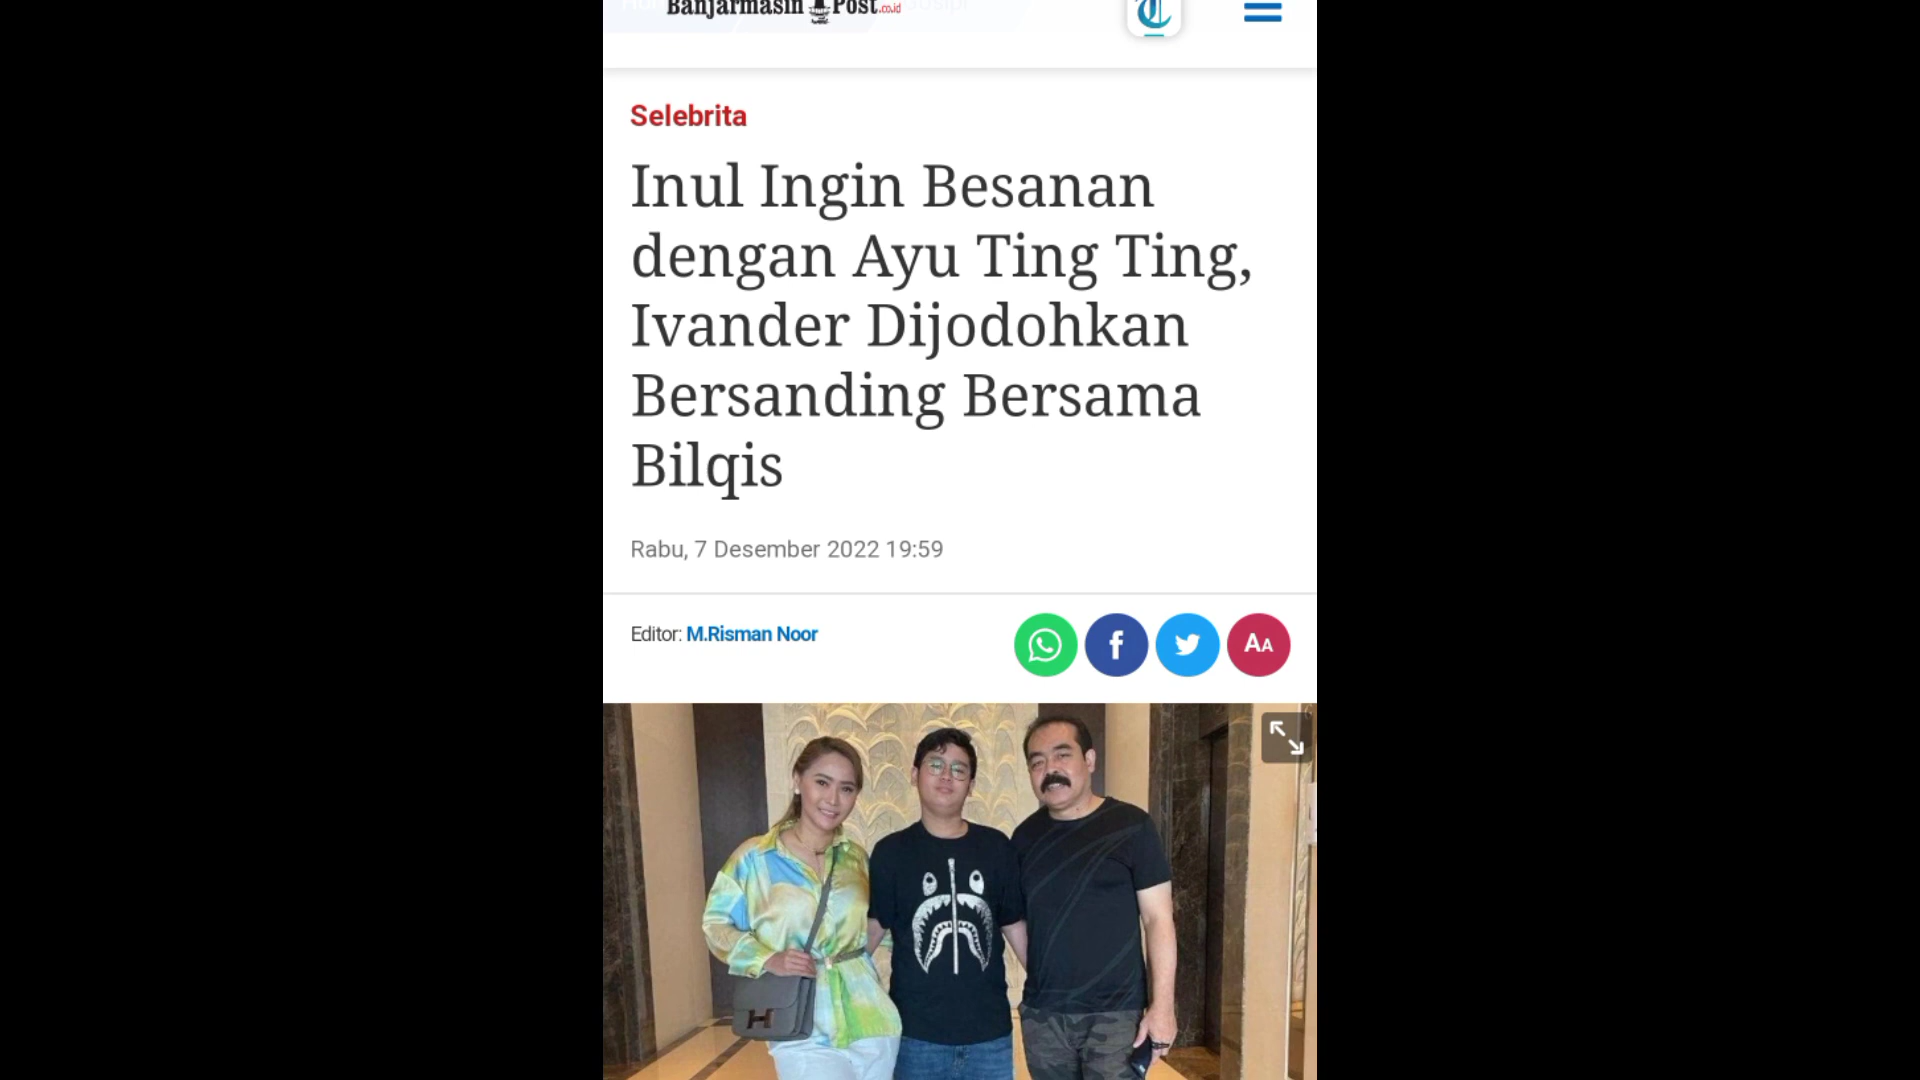 Banjarmasin Post.co.id
Selebrita
Inul Ingin Besanan
dengan Ayu Ting Ting,
Ivander Dijodohkan
Bersanding Bersama
Bilqis
Rabu, 7 Desember 2022 19:59
Editor: M.Risman Noor
AA